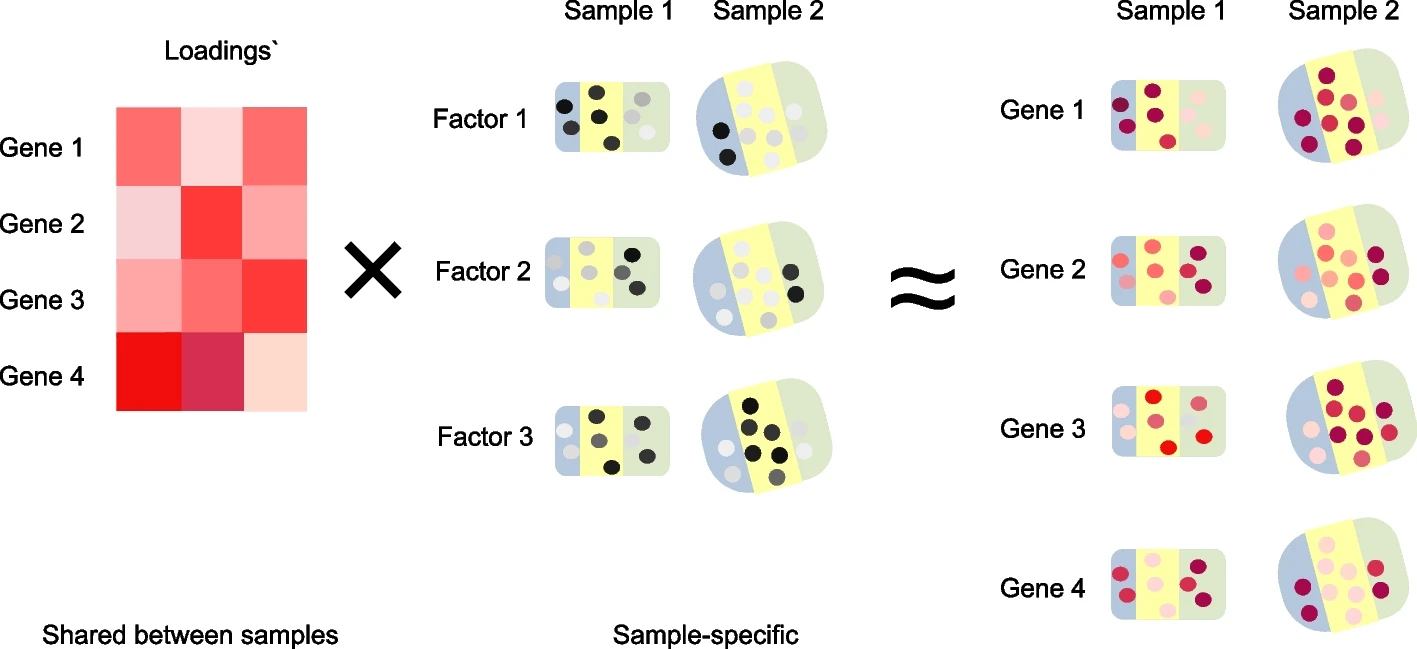 Sample 1 Sample 2 Sample 1 Sample 2
Loadings`
Gene 1
Gene 2
Gene 3
Gene 4
Factor 1
Factor 2
Factor 3
Gene 1
Gene 2
Gene 3
Gene 4
×
≈
Shared between samples
Sample-specific